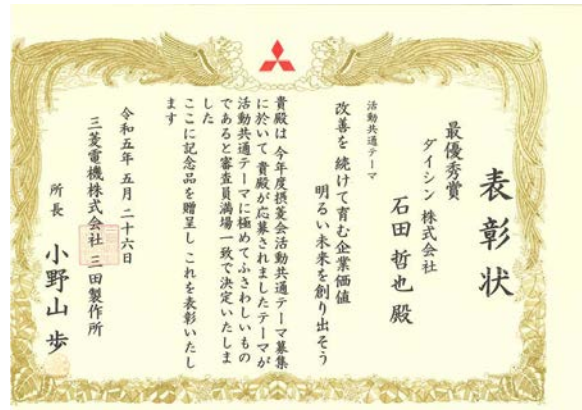 表彰状
最優秀賞
ダイシン 株式会社
石田 哲也 殿
活動共通テーマ
改善を 続けて育む企業価値
明るい未来を創り出そう
貴殿は 今年度摂菱会活動共通テーマ募集
に於いて 貴殿が応募されましたテーマが
活動共通テーマに極めてふさわしいもの
であると審査員満場一致で決定いたしま
した
ここに記念品を贈呈し これを表彰いたし
ます
令和五年 五月 二十六日
三菱電機株式会社 三田製作所
所長 小野山 歩